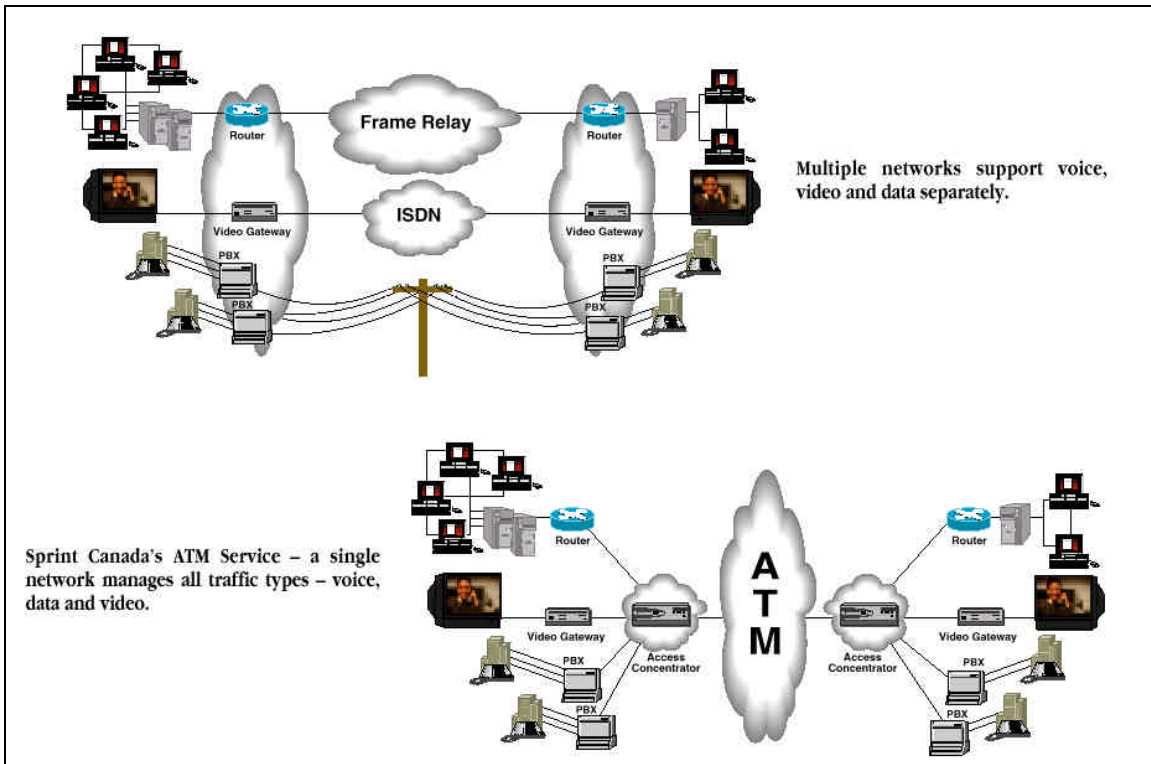 Frame Relay
Router
Router
Multiple networks support voice,
video and data separately.
ISDN
Video Gateway
Video Gateway
PBX
PBX
PBX
PBX
Sprint Canada's ATM Service – a single
network manages all traffic types – voice,
data and video.
Router
Router
ATM
Video Gateway
Access
Concentrator
Access
Concentrator
Video Gateway
PBX
PBX
PBX
PBX